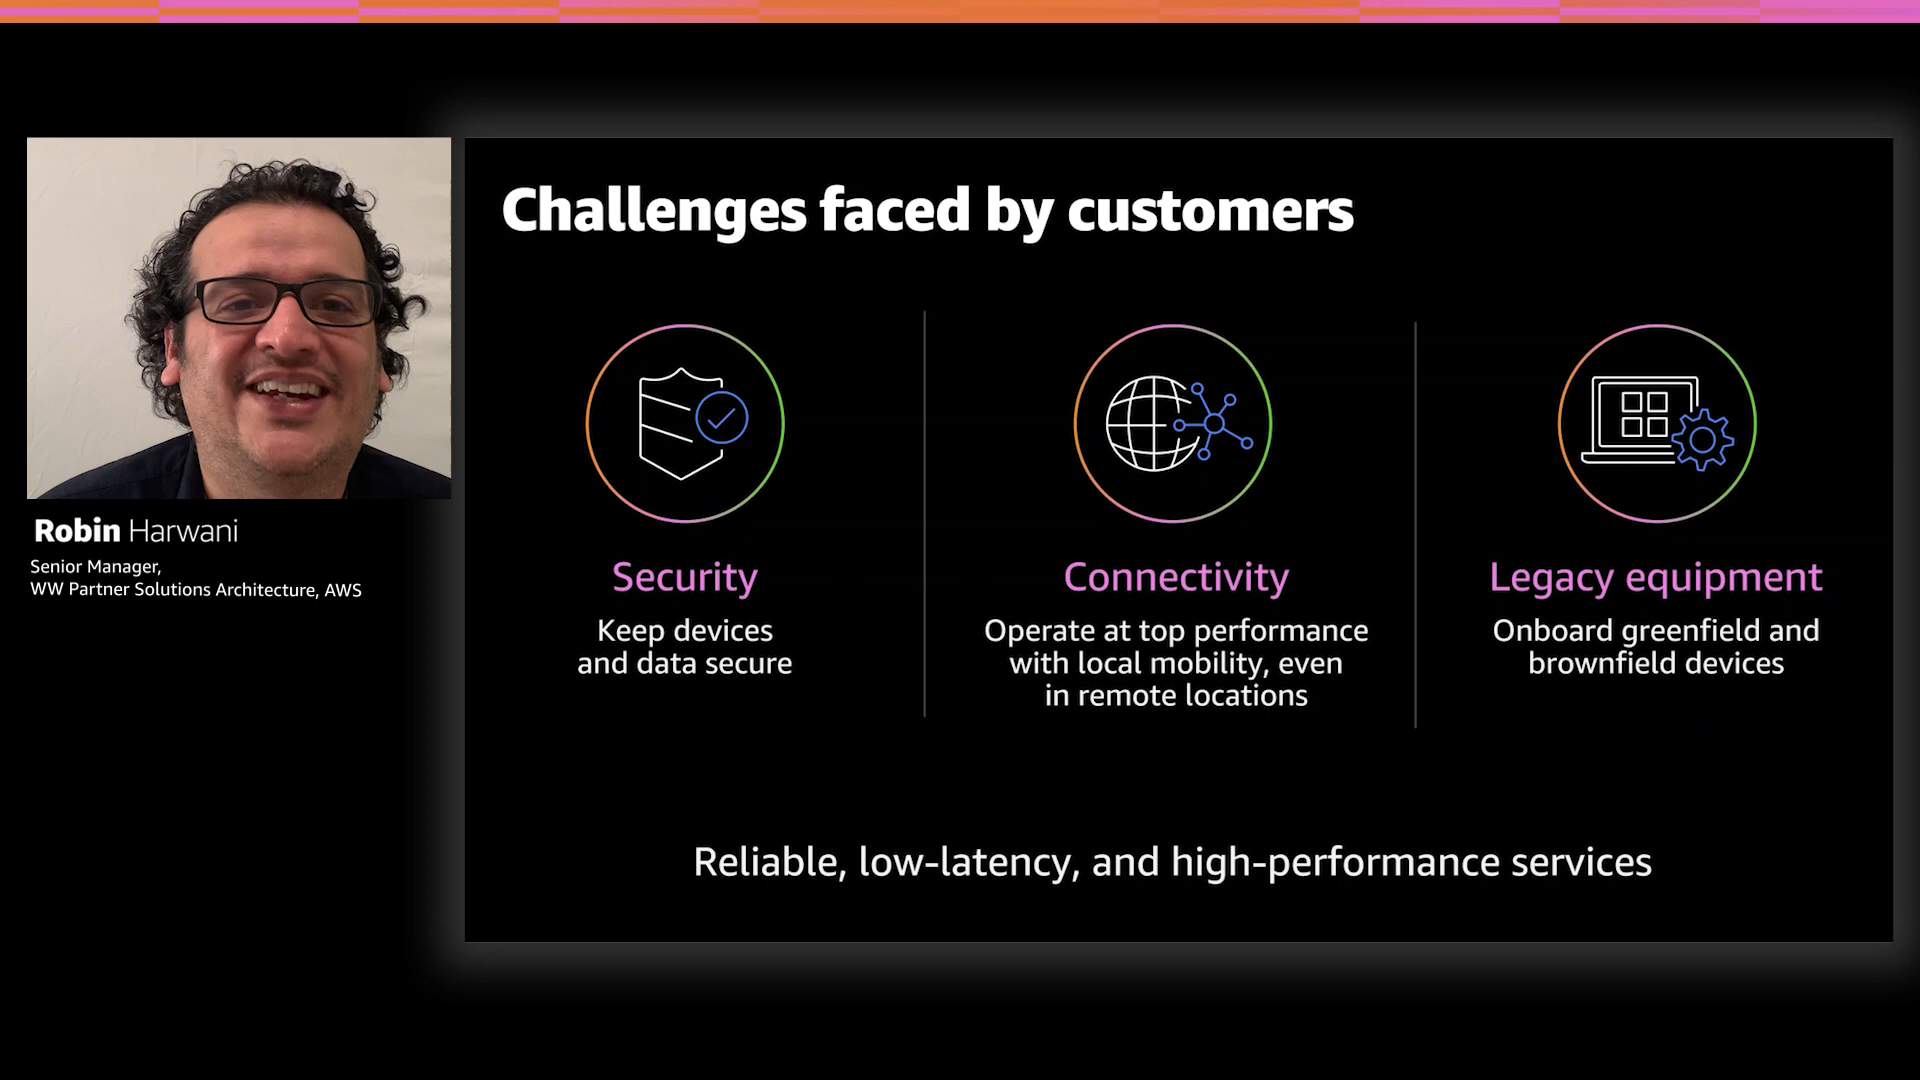 Robin Harwani
Senior Manager,
WW Partner Solutions Architecture, AWS
Challenges faced by customers
Security
Keep devices
and data secure
Connectivity
Operate at top performance
with local mobility, even
in remote locations
Legacy equipment
Onboard greenfield and
brownfield devices
Reliable, low-latency, and high-performance services